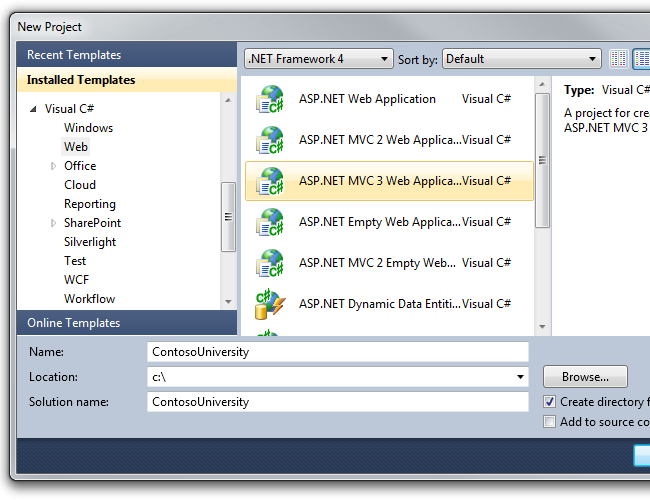 New Project
Recent Templates
Installed Templates
Visual C#
Windows
Web
Office
Cloud
Reporting
SharePoint
Silverlight
Test
WCF
Workflow
Online Templates
.NET Framework 4 Sort by: Default
ASP.NET Web Application Visual C#
ASP.NET MVC 2 Web Applica... Visual C#
ASP.NET MVC 3 Web Applica... Visual C#
ASP.NET Empty Web Applica... Visual C#
ASP.NET MVC 2 Empty Web... Visual C#
ASP.NET Dynamic Data Entiti... Visual C#
Type: Visual C#
A project for crea
ASP.NET MVC 3
Name: ContosoUniversity
Location: c:\ Browse...
Solution name: ContosoUniversity
Create directory f
Add to source co